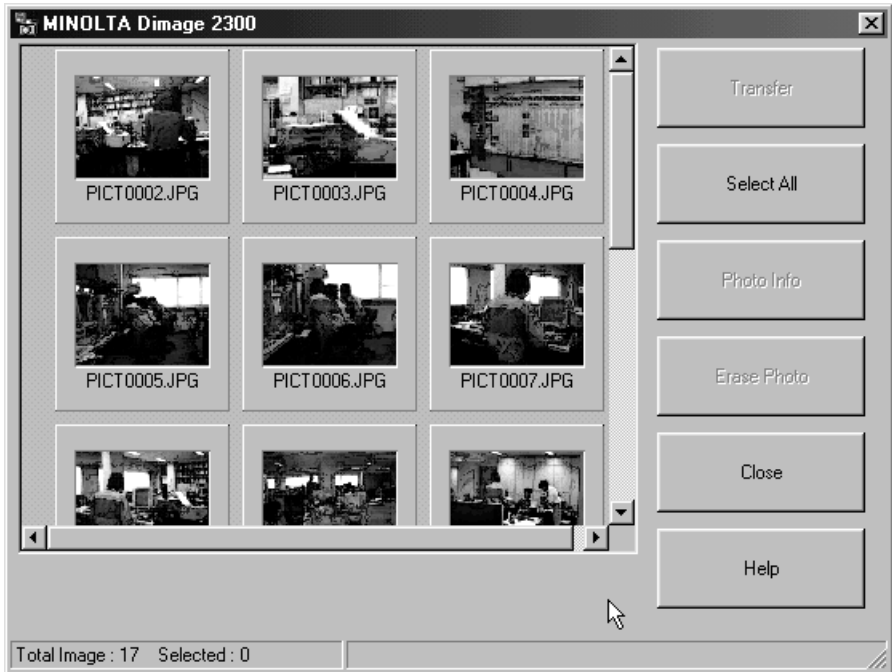 MINOLTA Dimage 2300
PICT0002.JPG
PICT0003.JPG
PICT0004.JPG
PICT0005.JPG
PICT0006.JPG
PICT0007.JPG
Transfer
Select All
Photo Info
Erase Photo
Close
Help
Total Image : 17 Selected : 0